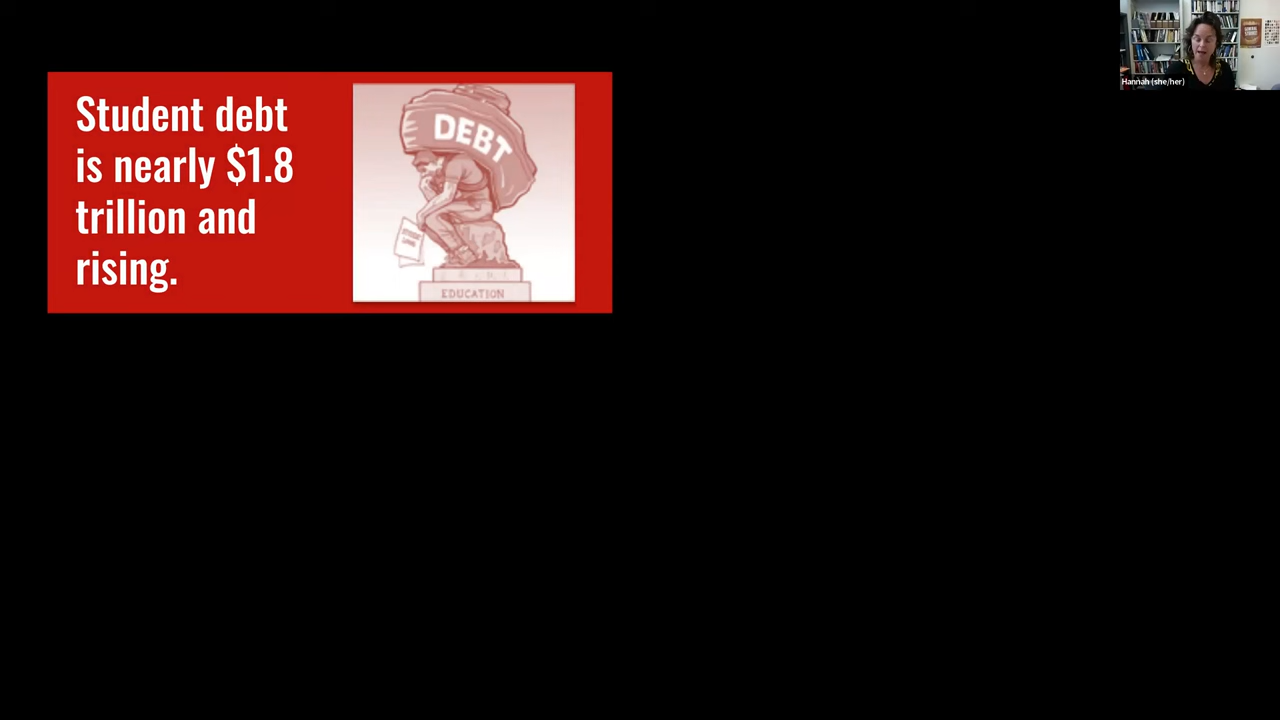 Student debt
is nearly $1.8
trillion and
rising.
DEBT
EDUCATION
Hannah (she/her)